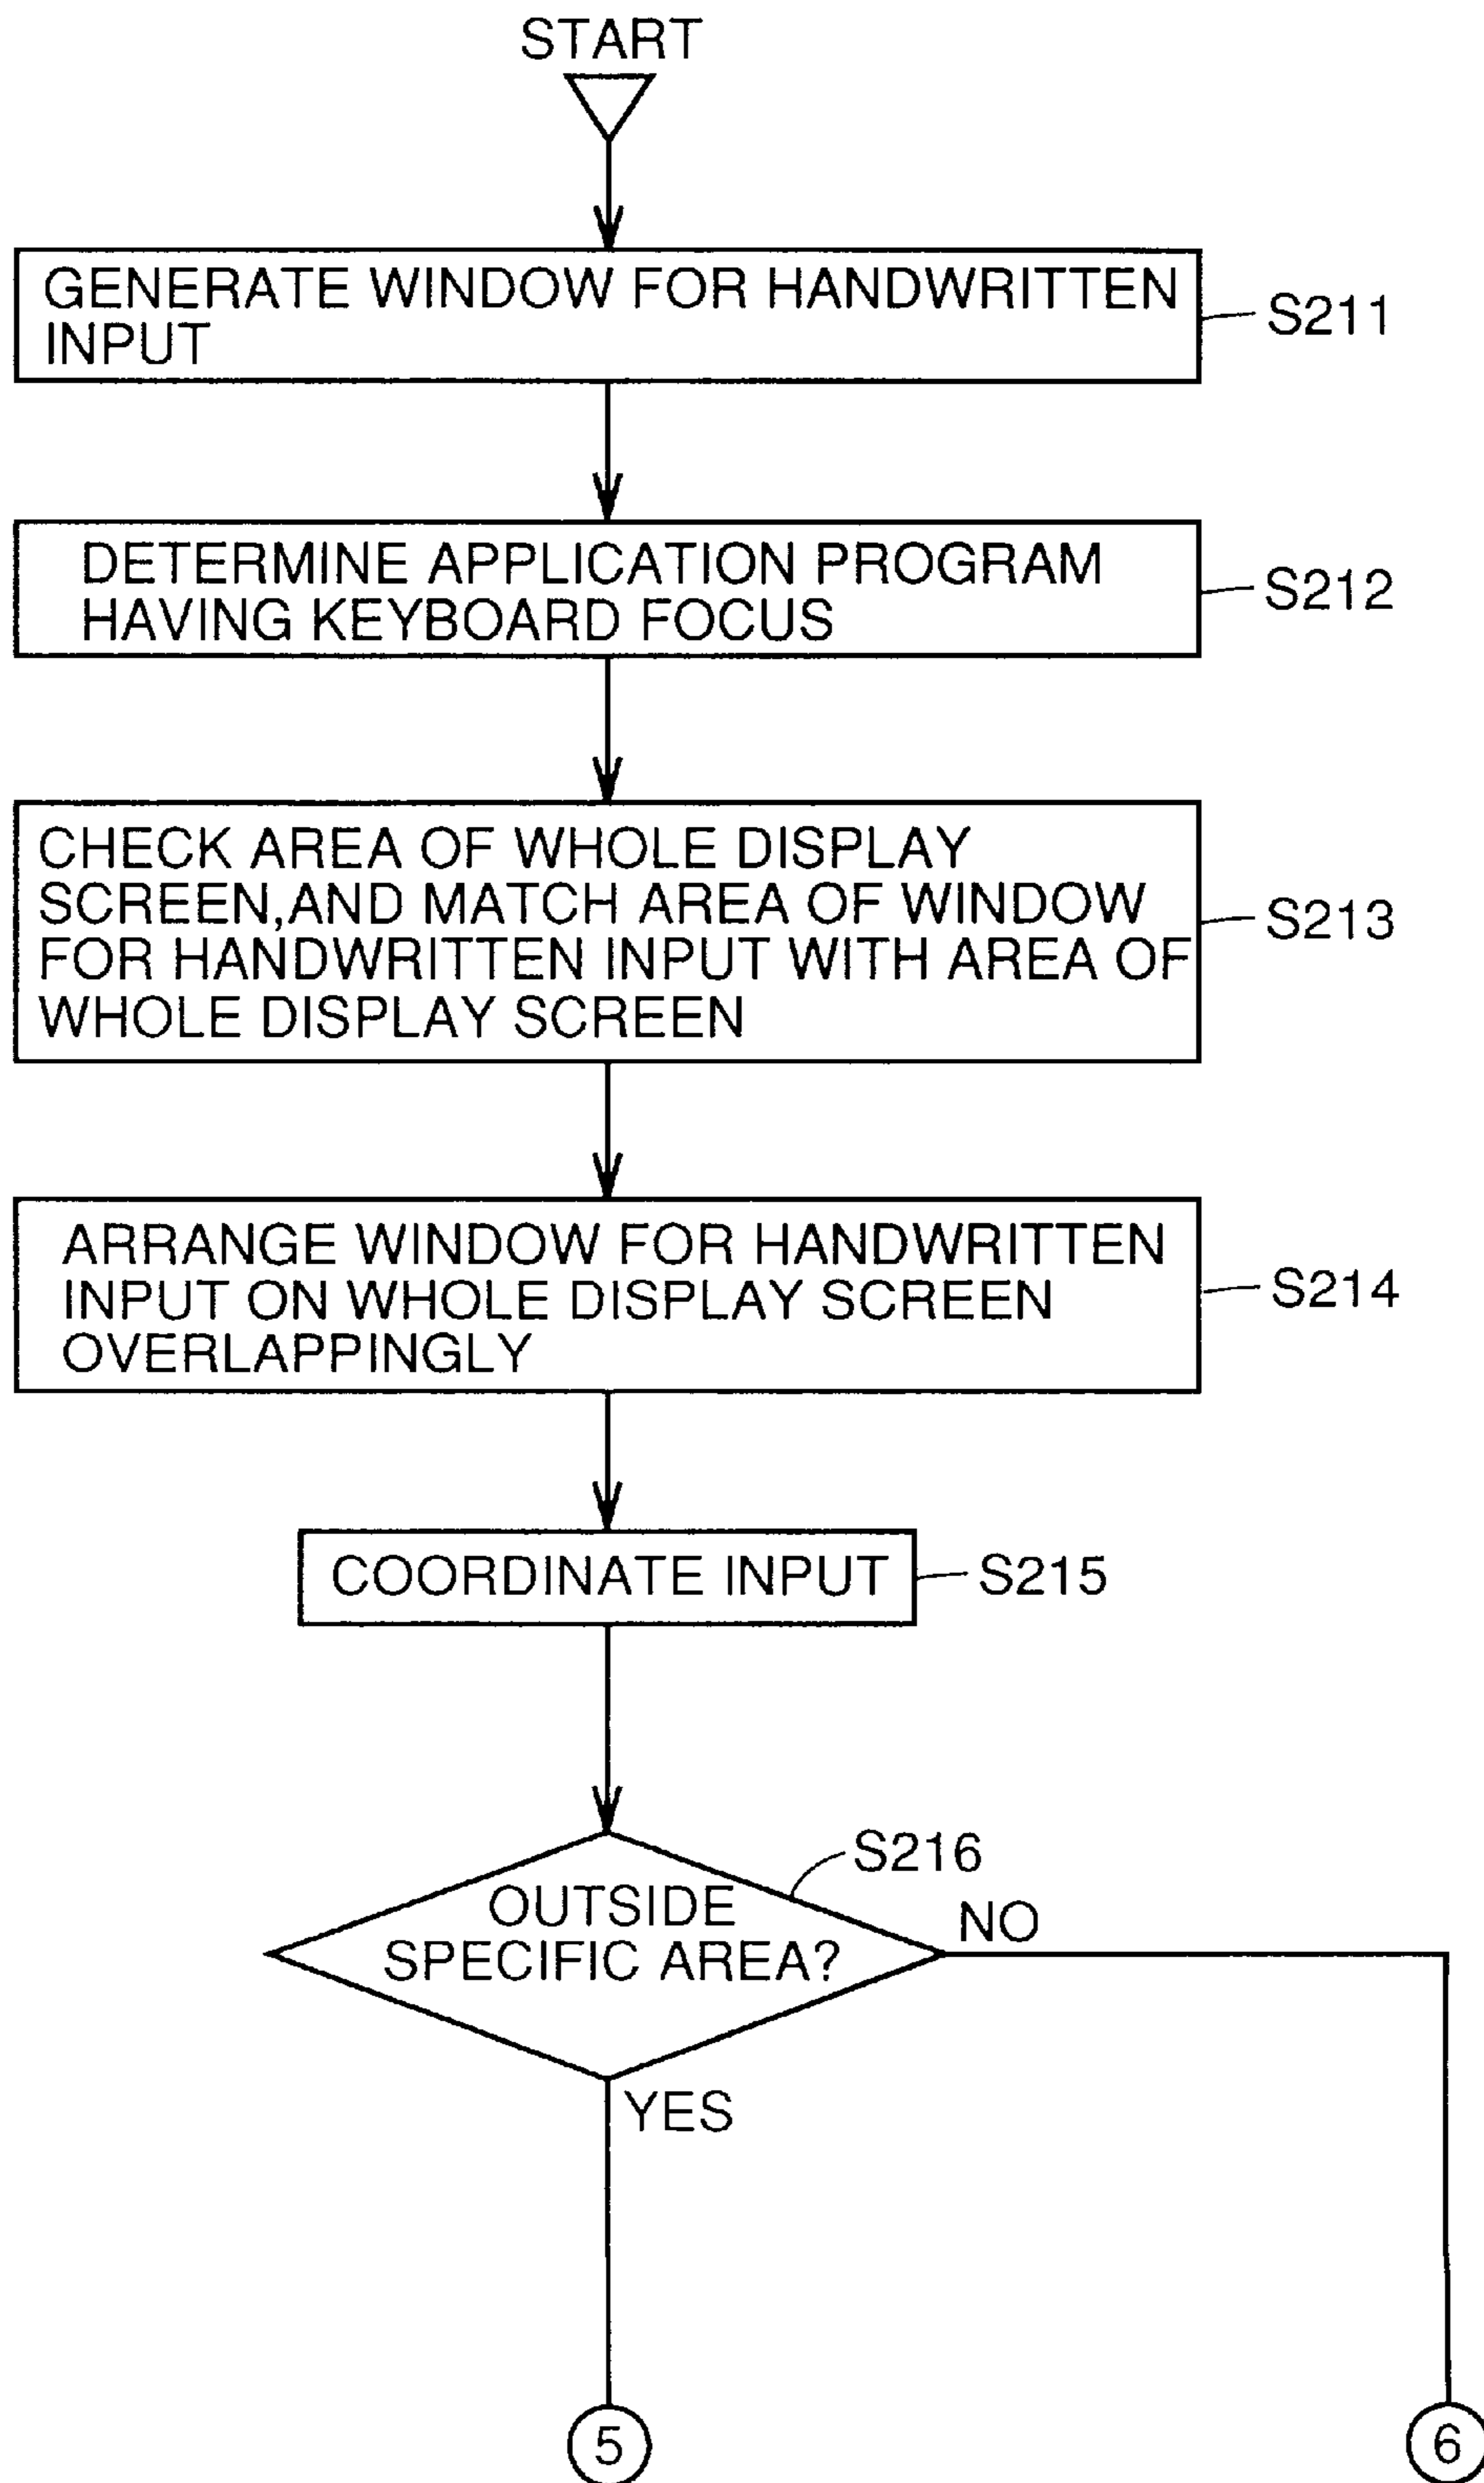 START
GENERATE WINDOW FOR HANDWRITTEN
INPUT
S211
DETERMINE APPLICATION PROGRAM
HAVING KEYBOARD FOCUS
S212
CHECK AREA OF WHOLE DISPLAY
SCREEN,AND MATCH AREA OF WINDOW
FOR HANDWRITTEN INPUT WITH AREA OF
WHOLE DISPLAY SCREEN
S213
ARRANGE WINDOW FOR HANDWRITTEN
INPUT ON WHOLE DISPLAY SCREEN
OVERLAPPINGLY
S214
COORDINATE INPUT
S215
S216
OUTSIDE
SPECIFIC AREA?
NO
YES
5
6